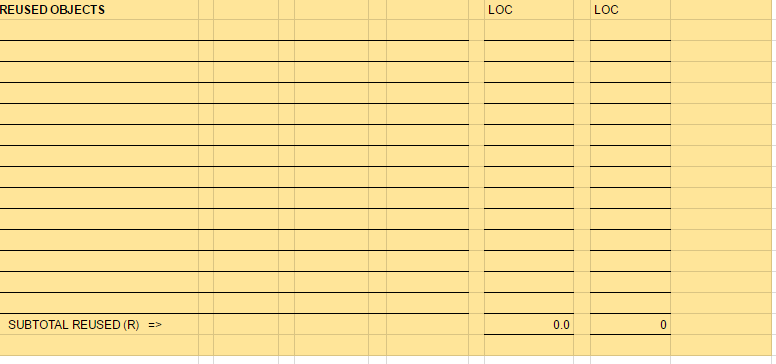 REUSED OBJECTS LOC LOC
SUBTOTAL REUSED (R) => 0.0 0